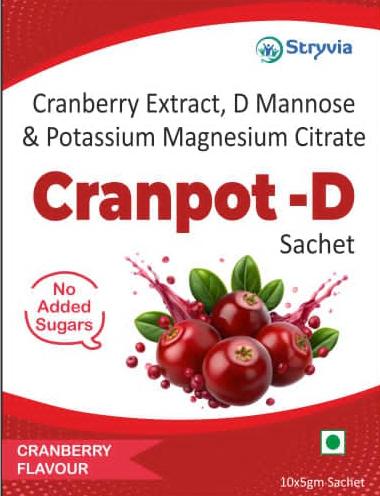 Stryvia
Cranberry Extract, D Mannose
& Potassium Magnesium Citrate
Cranpot -D
Sachet
No
Added
Sugars
CRANBERRY
FLAVOUR
10x5gm Sachet